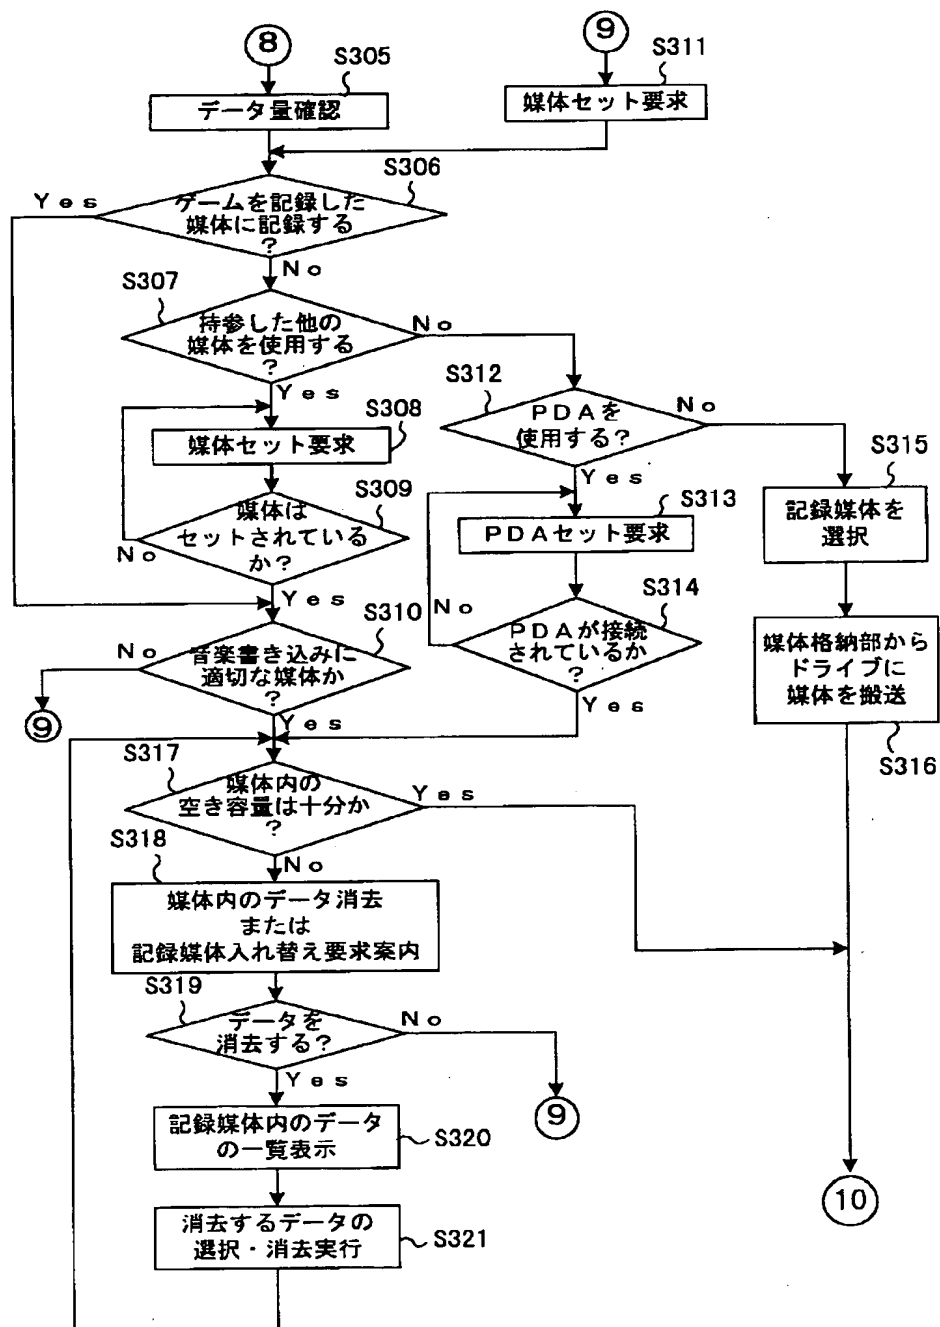 8
9
S305
S311
データ量確認
媒体セット要求
S306
Yes
ゲームを記録した
媒体に記録する
?
No
S307
持参した他の
媒体を使用する
?
No
Yes
S312
PDAを
使用する?
No
S308
媒体セット要求
S315
記録媒体を
選択
Yes
S313
PDAセット要求
S309
媒体は
セットされている
か?
No
Yes
S314
PDAが接続
されているか
?
No
Yes
S310
音楽書き込みに
適切な媒体か
?
No
9
Yes
媒体格納部から
ドライブに
媒体を搬送
S316
S317
媒体内の
空き容量は十分か
?
Yes
No
S318
媒体内のデータ消去
または
記録媒体入れ替え要求案内
S319
データを
消去する?
No
9
Yes
記録媒体内のデータ
の一覧表示
S320
10
消去するデータの
選択・消去実行
S321